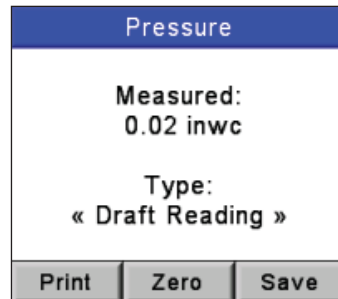 Pressure
Measured:
0.02 inwc
Type:
« Draft Reading »
Print Zero Save